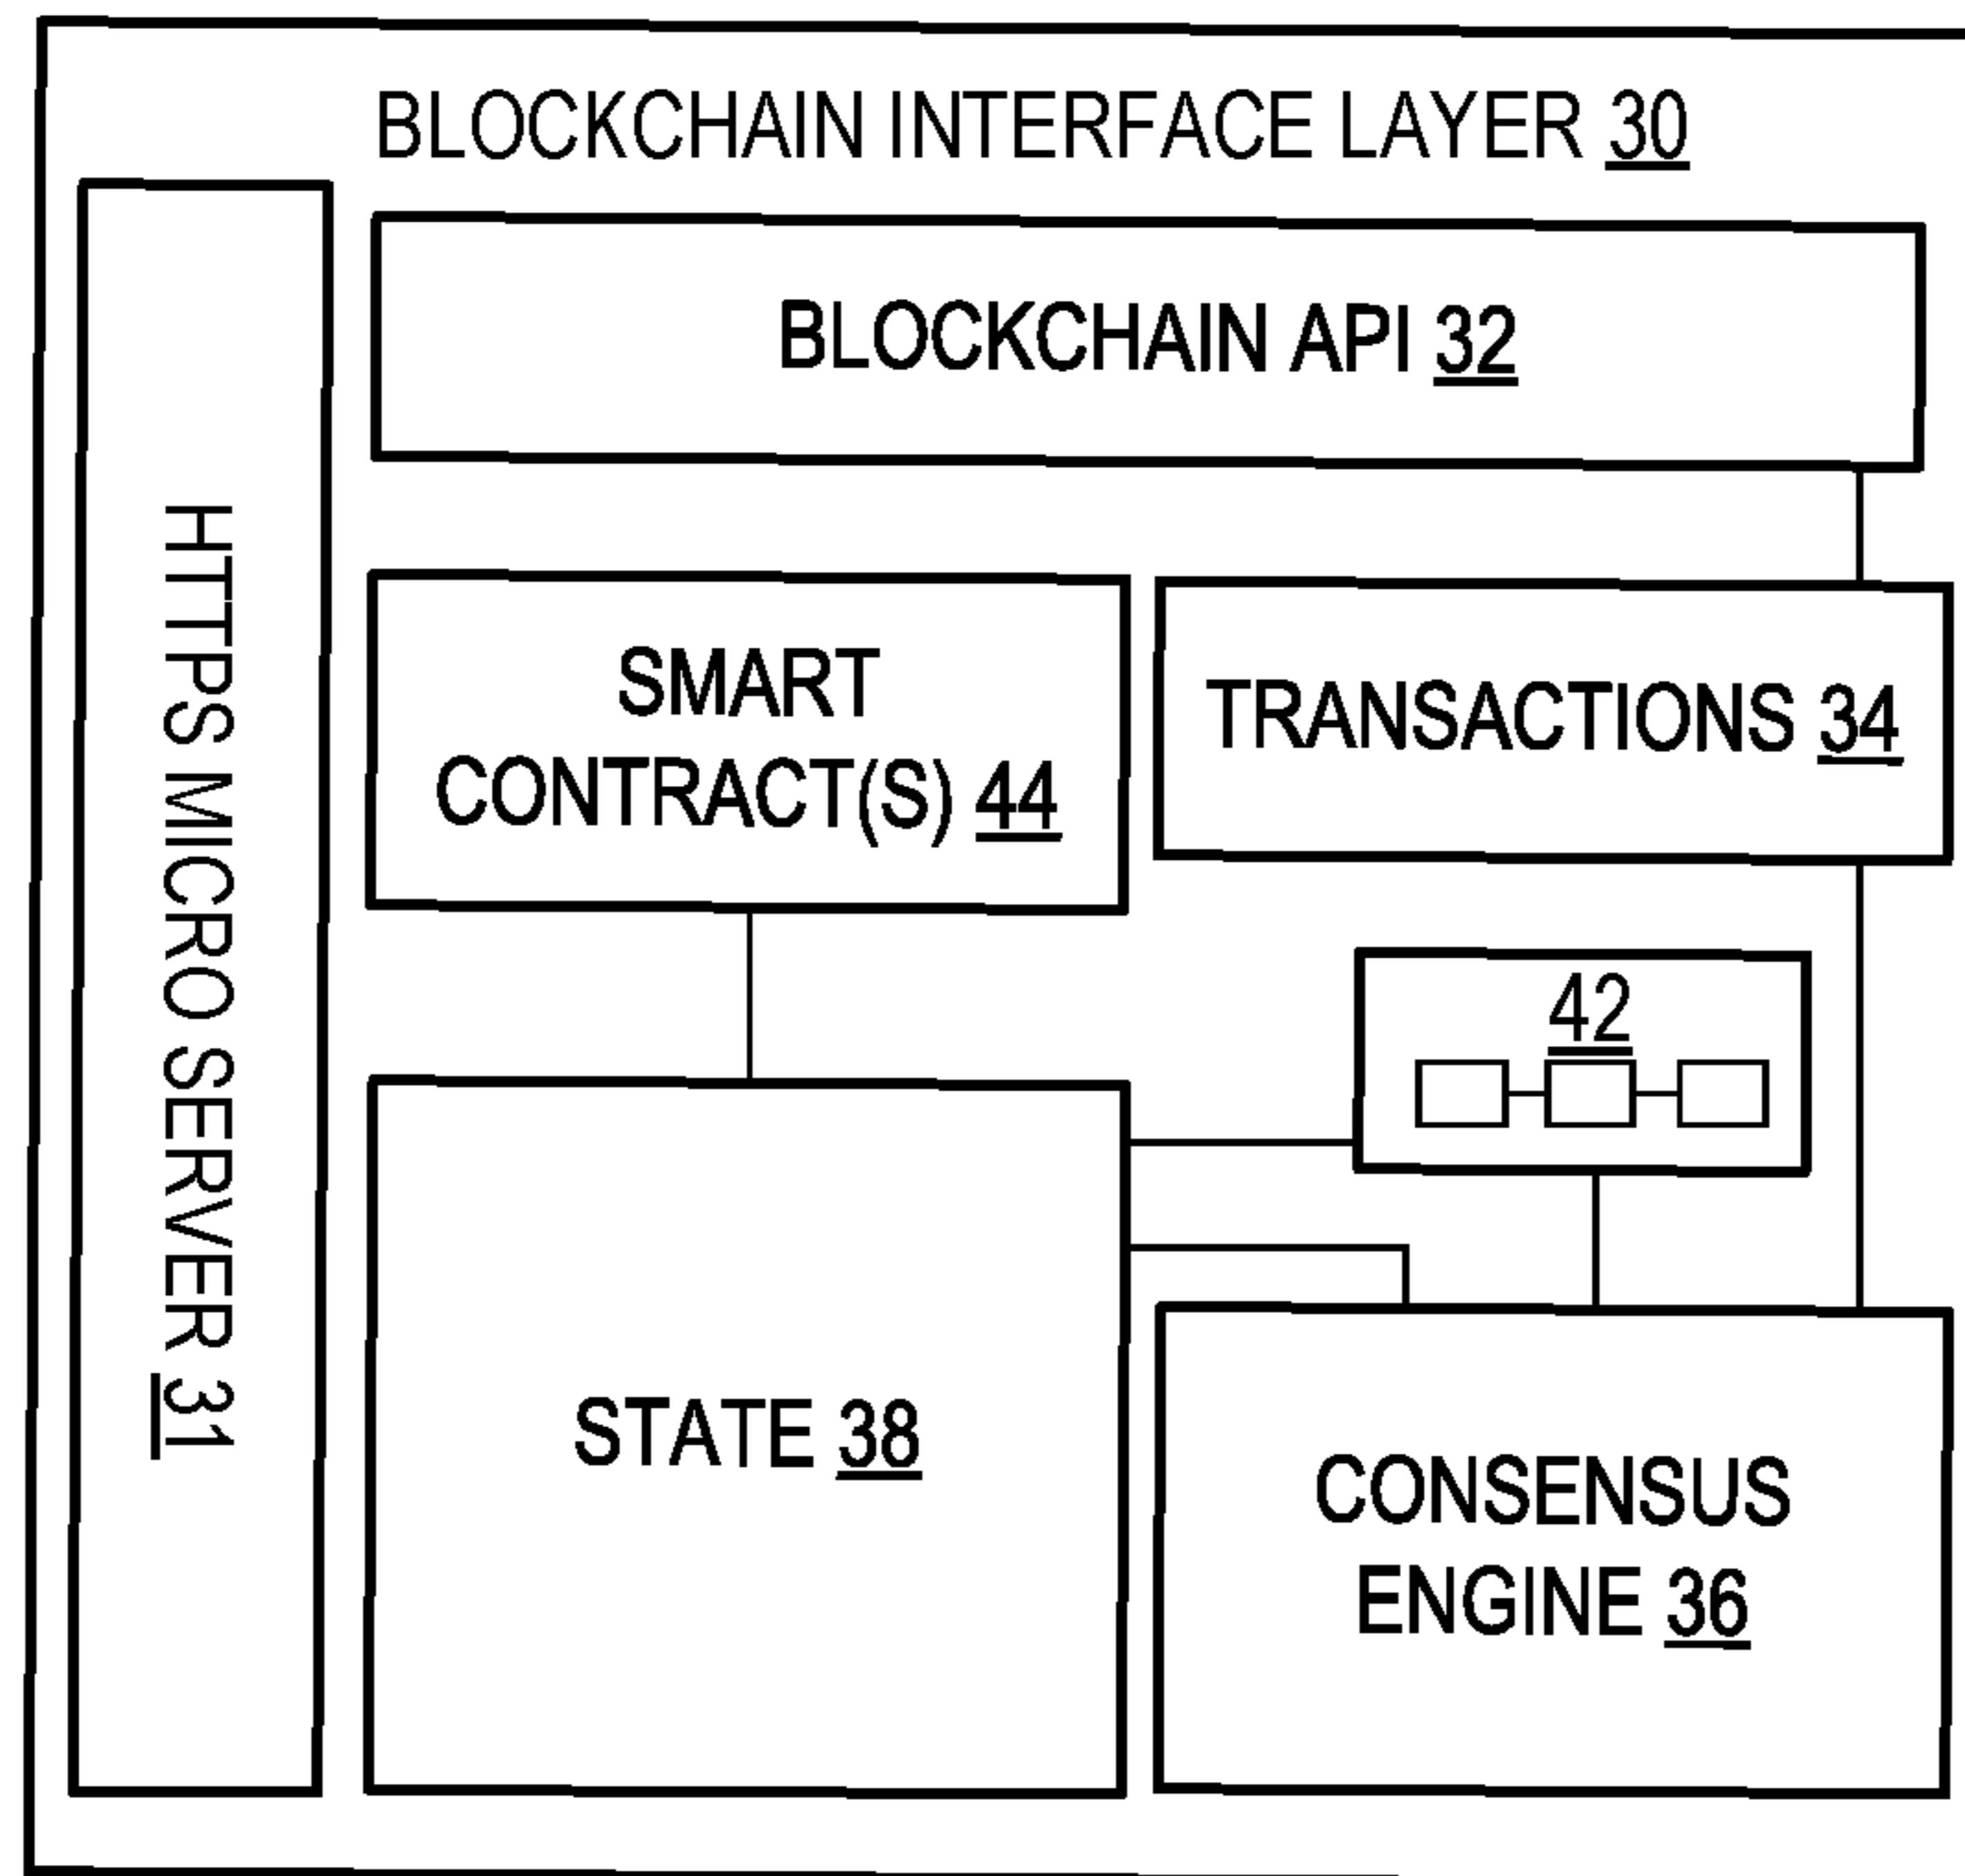 BLOCKCHAIN INTERFACE LAYER 30
HTTPS MICRO SERVER 31
BLOCKCHAIN API 32
SMART
CONTRACT(S) 44
TRANSACTIONS 34
42
STATE 38
CONSENSUS
ENGINE 36